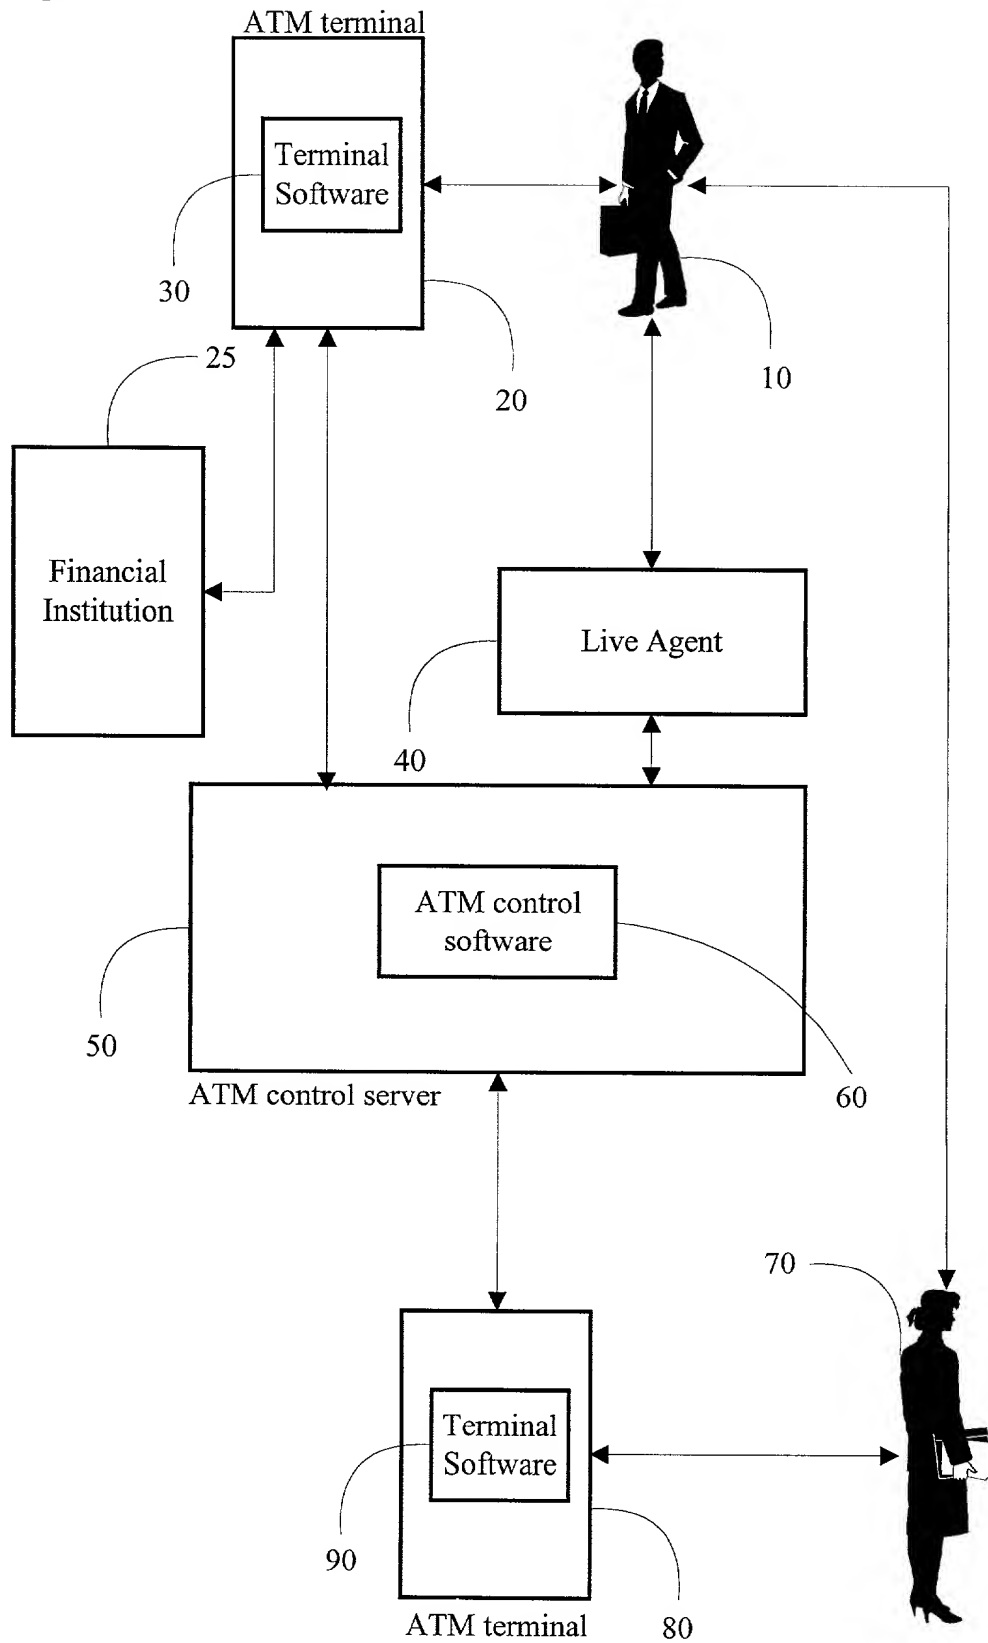 ATM terminal
Terminal
Software
30
20
10
25
Financial
Institution
Live Agent
40
ATM control
software
50
60
ATM control server
70
Terminal
Software
90
80
ATM terminal